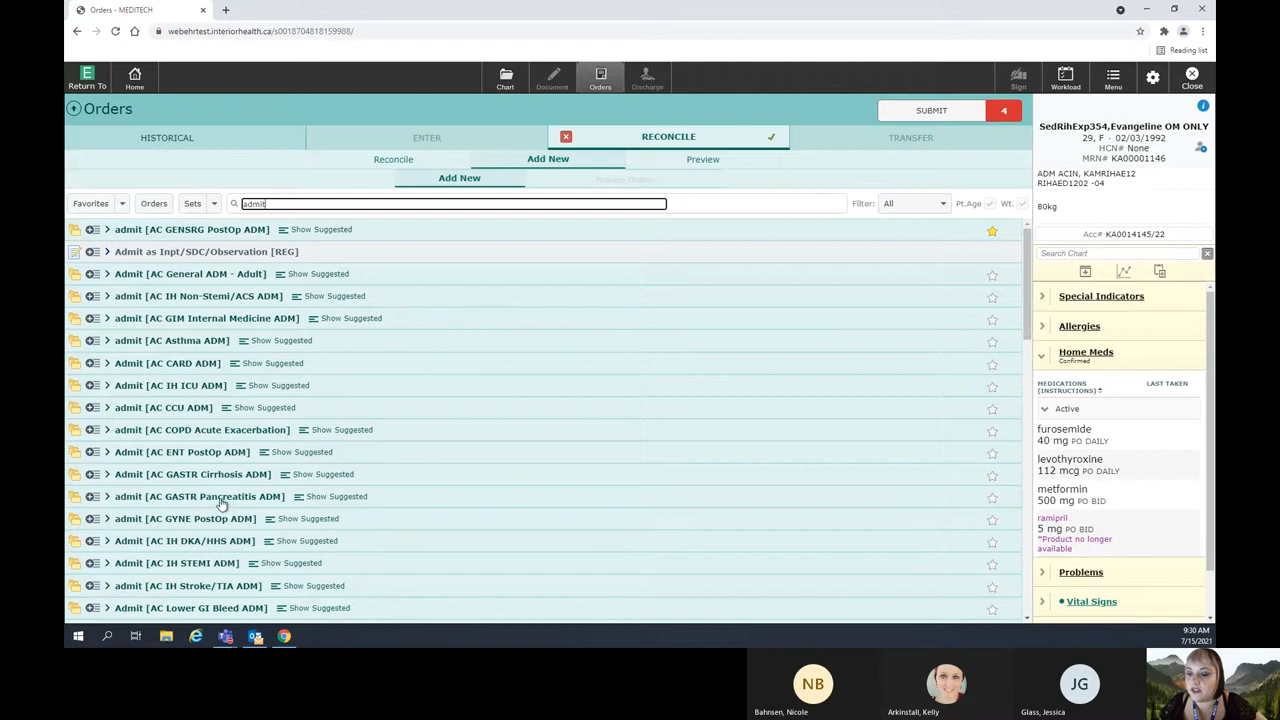 Orders - MEDITECH
webehrtest.interiorhealth.ca/s0018704818159988/
Reading list
Return To
Home
Chart
Document
Orders
Discharge
Sign
Workload
Menu
Close
Orders
SUBMIT 4
HISTORICAL ENTER RECONCILE TRANSFER
Reconcile Add New Preview
Add New
Favorites Orders Sets admit Filter: All Pt.Age Wt.
admit [AC GENSRG PostOp ADM] Show Suggested
Admit as Inpt/SDC/Observation [REG]
Admit [AC General ADM - Adult] Show Suggested
admit [AC IH Non-Stemi/ACS ADM] Show Suggested
admit [AC GIM Internal Medicine ADM] Show Suggested
admit [AC Asthma ADM] Show Suggested
Admit [AC CARD ADM] Show Suggested
Admit [AC IH ICU ADM] Show Suggested
admit [AC CCU ADM] Show Suggested
admit [AC COPD Acute Exacerbation] Show Suggested
Admit [AC ENT PostOp ADM] Show Suggested
Admit [AC GASTR Cirrhosis ADM] Show Suggested
admit [AC GASTR Pancreatitis ADM] Show Suggested
admit [AC GYNE PostOp ADM] Show Suggested
Admit [AC IH DKA/HHS ADM] Show Suggested
Admit [AC IH STEMI ADM] Show Suggested
admit [AC IH Stroke/TIA ADM] Show Suggested
Admit [AC Lower GI Bleed ADM] Show Suggested
SedRihExp354,Evangeline OM ONLY
29, F · 02/03/1992
HCN# None
MRN# KA00001146
ADM ACIN, KAMRIHAE12
RIHAED1202 -04
80kg
Acc# KA0014145/22
Search Chart
Special Indicators
Allergies
Home Meds
Confirmed
MEDICATIONS (INSTRUCTIONS) LAST TAKEN
Active
furosemide
40 mg PO DAILY
levothyroxine
112 mcg PO DAILY
metformin
500 mg PO BID
ramipril
5 mg PO BID
*Product no longer
available
Problems
Vital Signs
9:30 AM
7/15/2021
NB
JG
Bahnsen, Nicole
Arkinstall, Kelly
Glass, Jessica